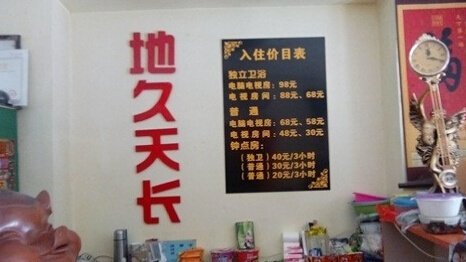 地久天长
入住价目表
独立卫浴
电脑电视房：98元
电视房间：88元、68元
普通
电脑电视房：68元、58元
电视房间：48元、30元
钟点房：
（独卫）40元/3小时
（普通）30元/3小时
（普通）20元/3小时